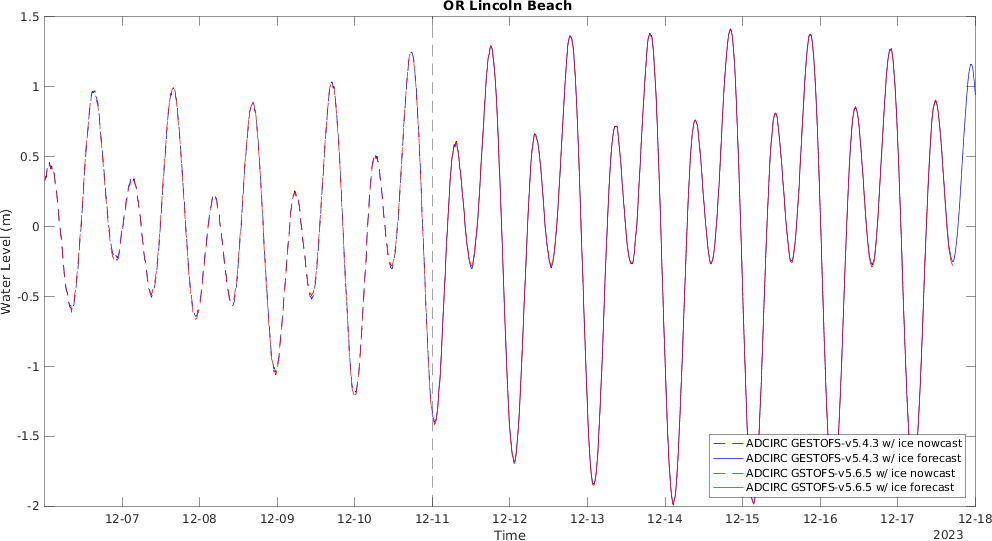 OR Lincoln Beach
1.5
1
0.5
0
-0.5
-1
-1.5
-2
Water Level (m)
ADCIRC GESTOFS-v5.4.3 w/ ice nowcast
ADCIRC GESTOFS-v5.4.3 w/ ice forecast
ADCIRC GSTOFS-v5.6.5 w/ ice nowcast
ADCIRC GSTOFS-v5.6.5 w/ ice forecast
12-07 12-08 12-09 12-10 12-11 12-12 12-13 12-14 12-15 12-16 12-17 12-18
Time
2023